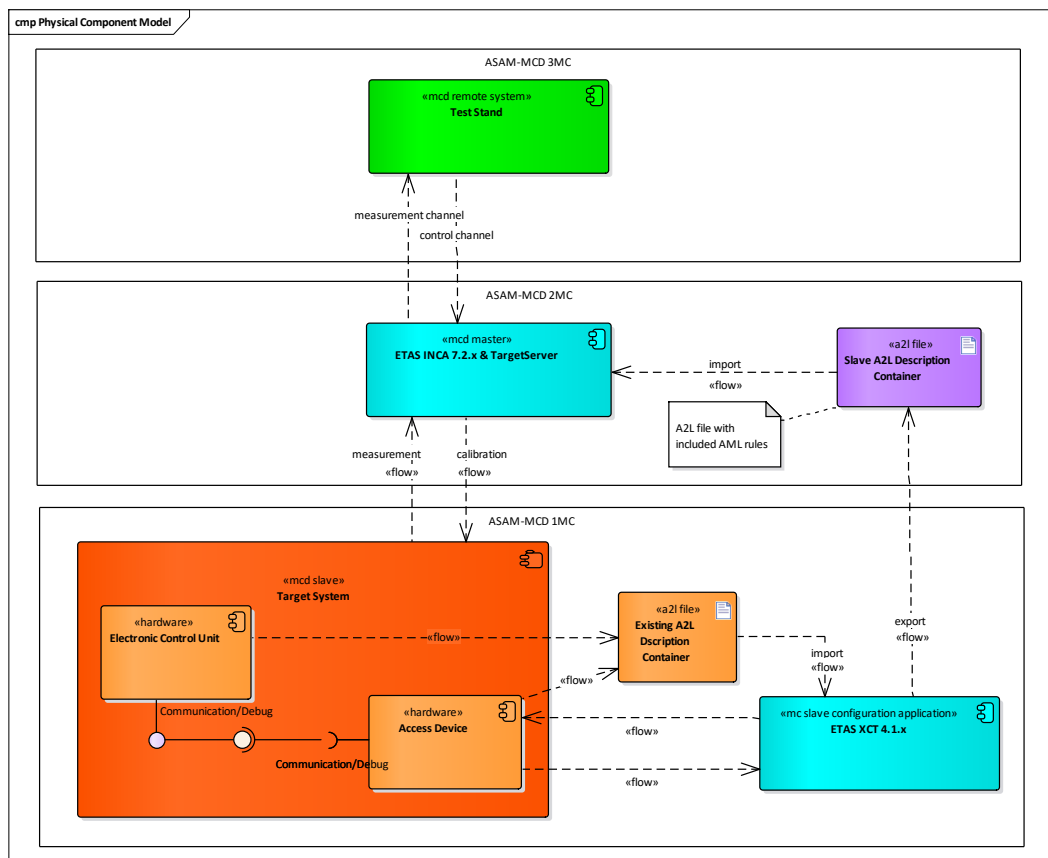 cmp Physical Component Model
ASAM-MCD 3MC
«mcd remote system»
Test Stand
measurement channel
control channel
ASAM-MCD 2MC
«mcd master»
ETAS INCA 7.2.x & TargetServer
«a2l file»
Slave A2L Description
Container
import
«flow»
A2L file with
included AML rules
measurement
«flow»
calibration
«flow»
ASAM-MCD 1MC
«mcd slave»
Target System
«hardware»
Electronic Control Unit
«flow»
«a2l file»
Existing A2L
Dscription
Container
export
«flow»
import
«flow»
«flow»
Communication/Debug
«hardware»
Access Device
Communication/Debug
«flow»
«flow»
«mc slave configuration application»
ETAS XCT 4.1.x